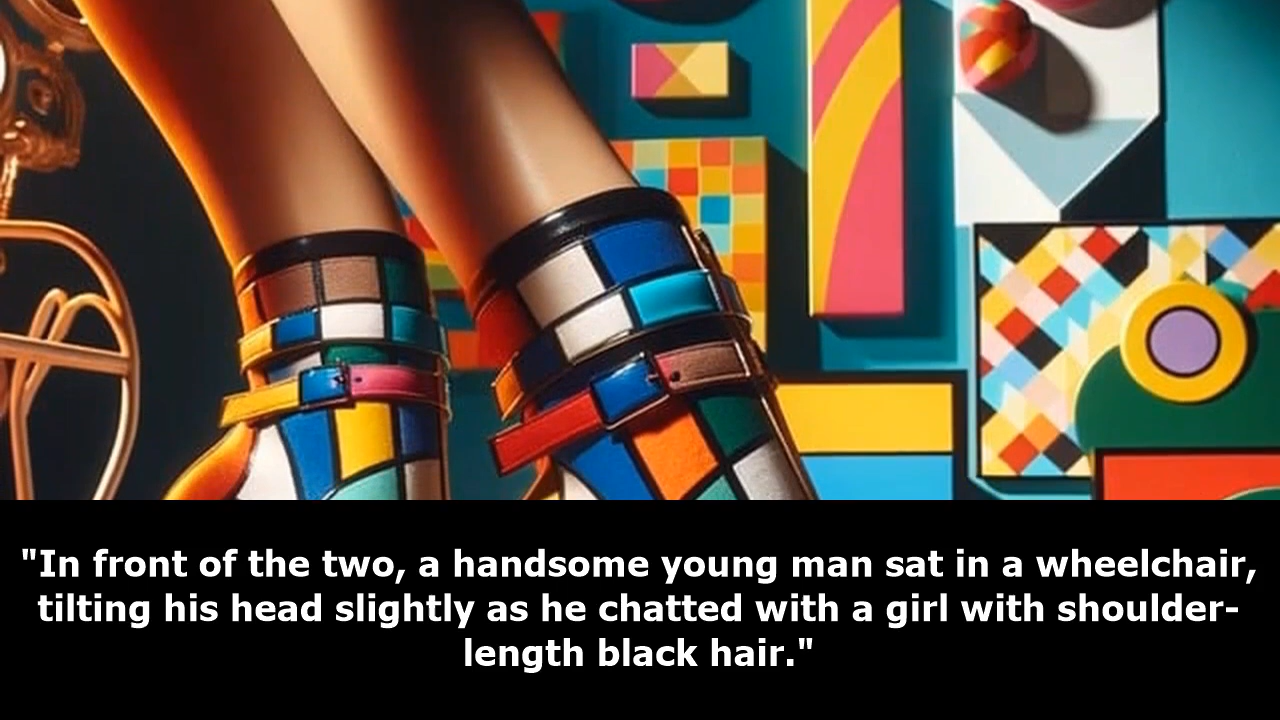 "In front of the two, a handsome young man sat in a wheelchair,
tilting his head slightly as he chatted with a girl with shoulder-
length black hair."